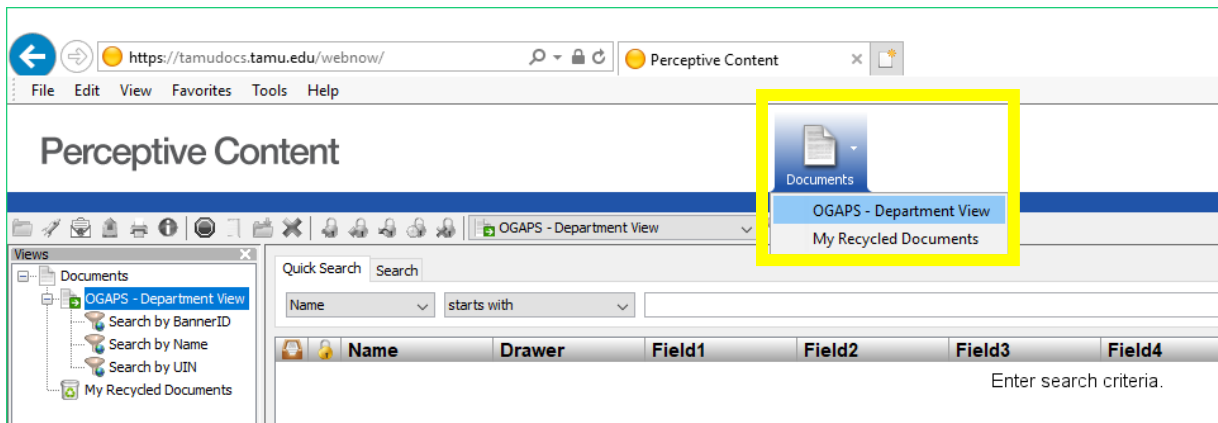 https://tamudocs.tamu.edu/webnow/
Perceptive Content
File Edit View Favorites Tools Help
Perceptive Content
Documents
OGAPS - Department View
My Recycled Documents
OGAPS - Department View
Views
Documents
OGAPS - Department View
Search by BannerID
Search by Name
Search by UIN
My Recycled Documents
Quick Search Search
Name starts with
Name Drawer Field1 Field2 Field3 Field4
Enter search criteria.